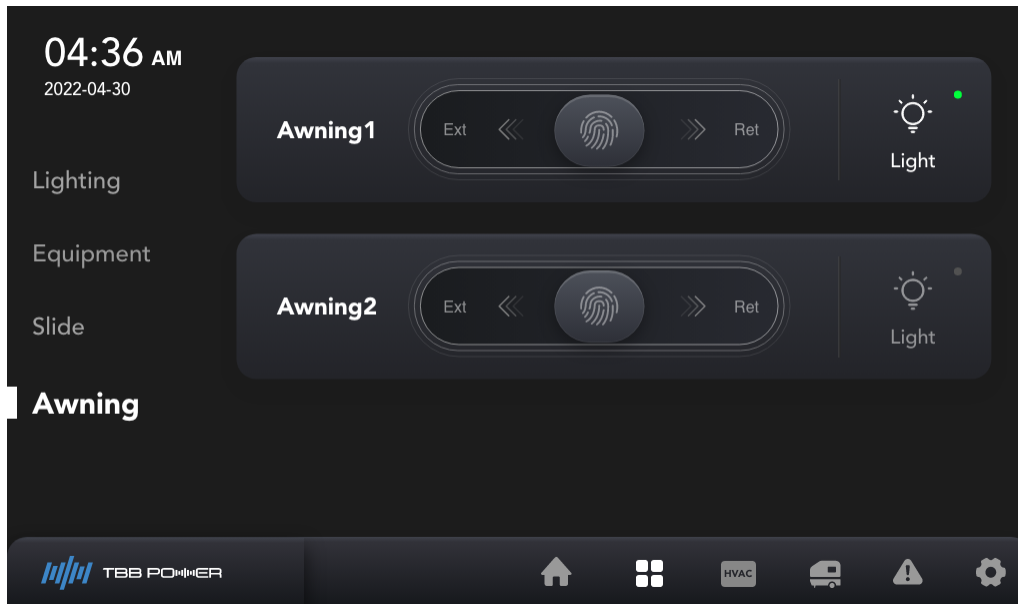 04:36 AM
2022-04-30
Lighting
Equipment
Slide
Awning
Awning1
Ext
Ret
Light
Awning2
Ext
Ret
Light
TBB POWER
HVAC